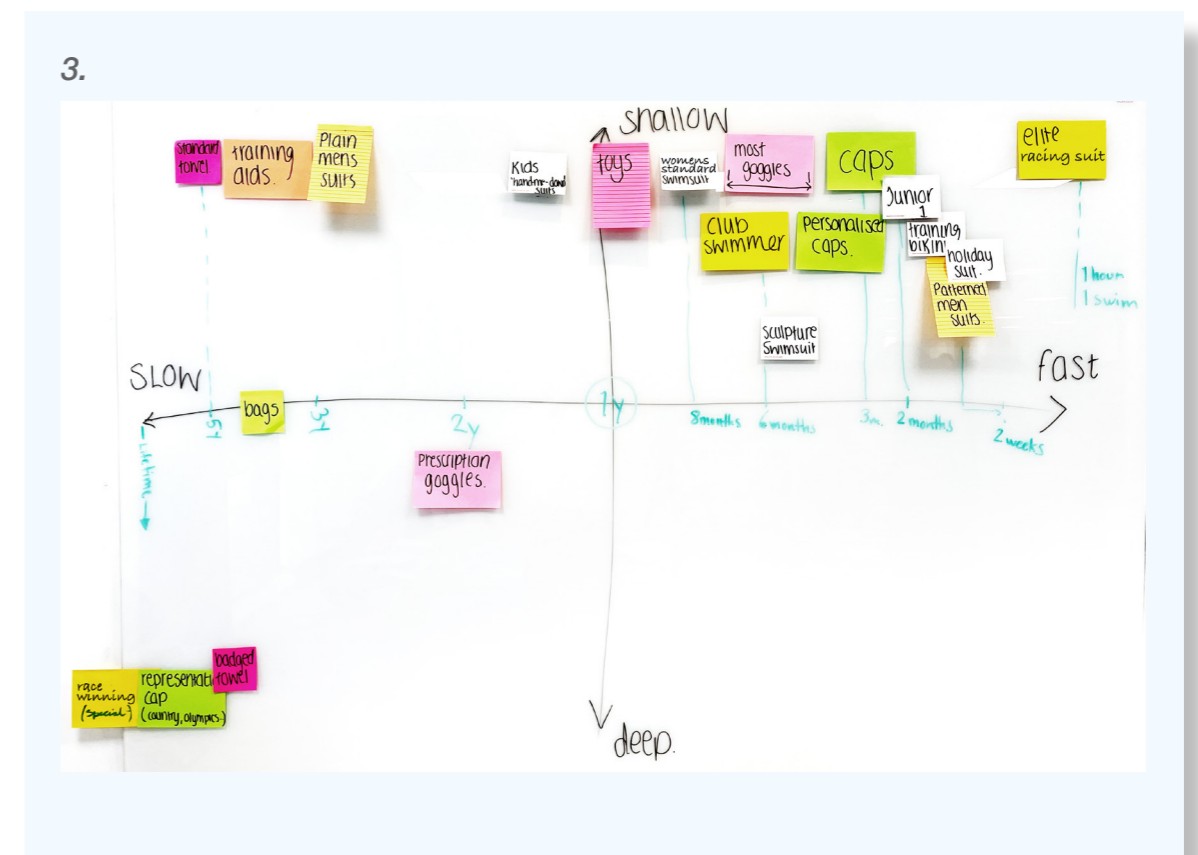 3.
shallow
Standard
towel
training
aids.
Plain
mens
suits
Kids
"hand-me-down"
suits
toys
womens
standard
swimsuit
most
goggles
caps
elite
racing suit
Junior
1
club
swimmer
personalised
caps.
training
bikini
holiday
suit.
Patterned
men
suits.
1 hour
1 swim
sculpture
swimsuit
SLOW
fast
bags
5y
3y
2y
1y
8 months
6 months
3m.
2 months
2 weeks
Lifetime
Prescription
goggles.
badged
towel
race
winning
(special)
representati
cap
(country, olympics.)
deep.